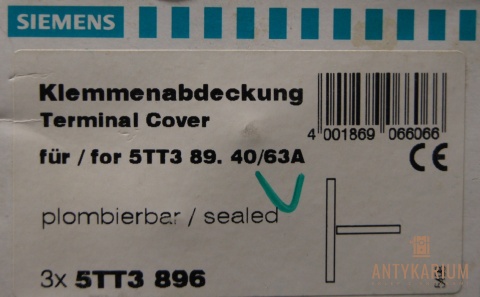 SIEMENS
Klemmenabdeckung
Terminal Cover
für / for 5TT3 89. 40/63A
4 001869 066066
CE
plombierbar / sealed
3x 5TT3 896
ANTYKARIUM